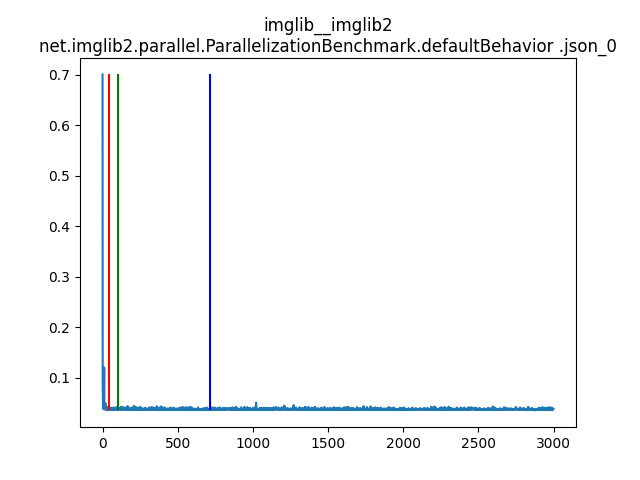 imglib__imglib2
net.imglib2.parallel.ParallelizationBenchmark.defaultBehavior .json_0
0.7
0.6
0.5
0.4
0.3
0.2
0.1
0 500 1000 1500 2000 2500 3000